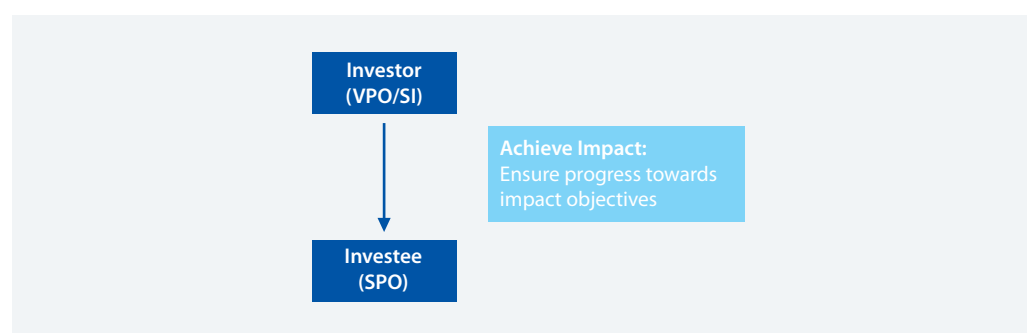 Investor
(VPO/SI)
Achieve Impact:
Ensure progress towards
impact objectives
Investee
(SPO)